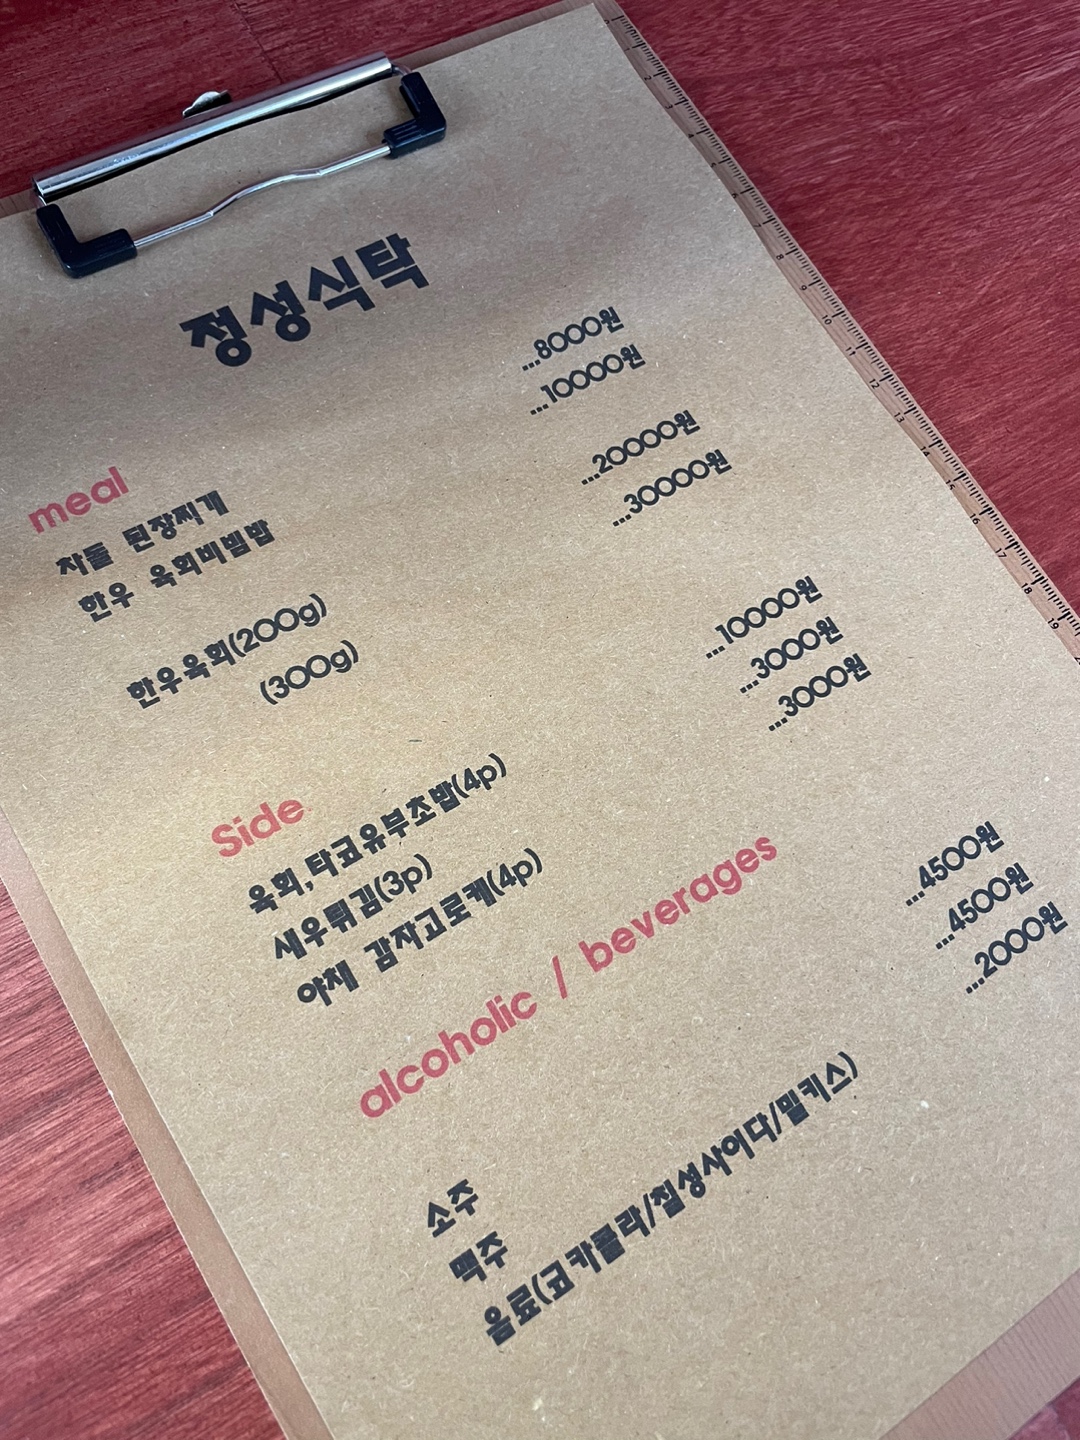 정성식탁
meal
차돌 된장찌개 ...8000원
한우 육회비빔밥 ...10000원
한우육회(200g) ...20000원
(300g) ...30000원
Side
육회,타코유부초밥(4p) ...10000원
새우튀김(3p) ...3000원
야채 감자고로케(4p) ...3000원
alcoholic / beverages
소주 ...4500원
맥주 ...4500원
음료(코카콜라/칠성사이다/밀키스) ...2000원